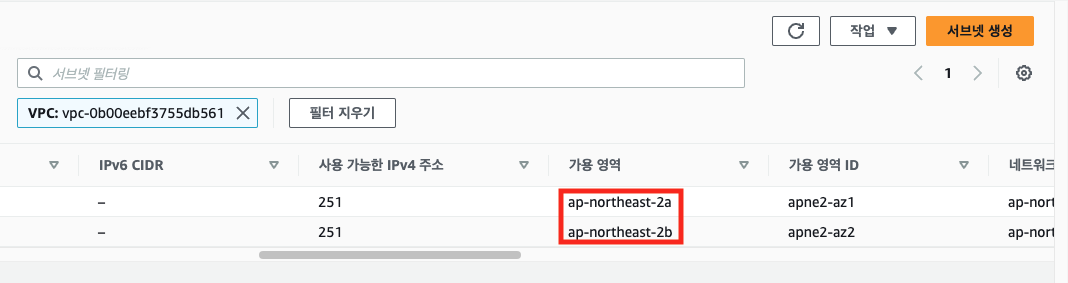 작업 서브넷 생성
서브넷 필터링 1
VPC: vpc-0b00eebf3755db561 필터 지우기
IPv6 CIDR 사용 가능한 IPv4 주소 가용 영역 가용 영역 ID 네트워크
– 251 ap-northeast-2a apne2-az1 ap-nort
– 251 ap-northeast-2b apne2-az2 ap-nort